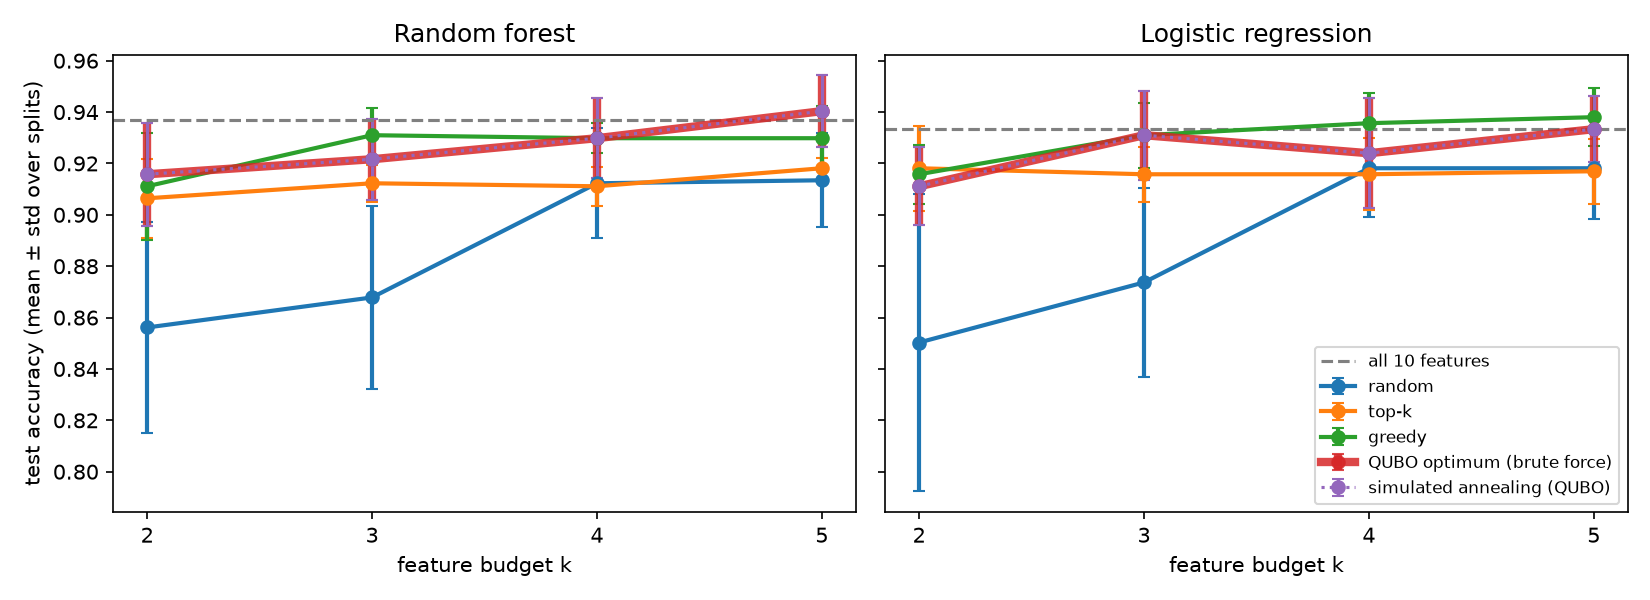 Random forest
Logistic regression
test accuracy (mean ± std over splits)
0.96
0.94
0.92
0.90
0.88
0.86
0.84
0.82
0.80
2 3 4 5
feature budget k
2 3 4 5
feature budget k
all 10 features
random
top-k
greedy
QUBO optimum (brute force)
simulated annealing (QUBO)